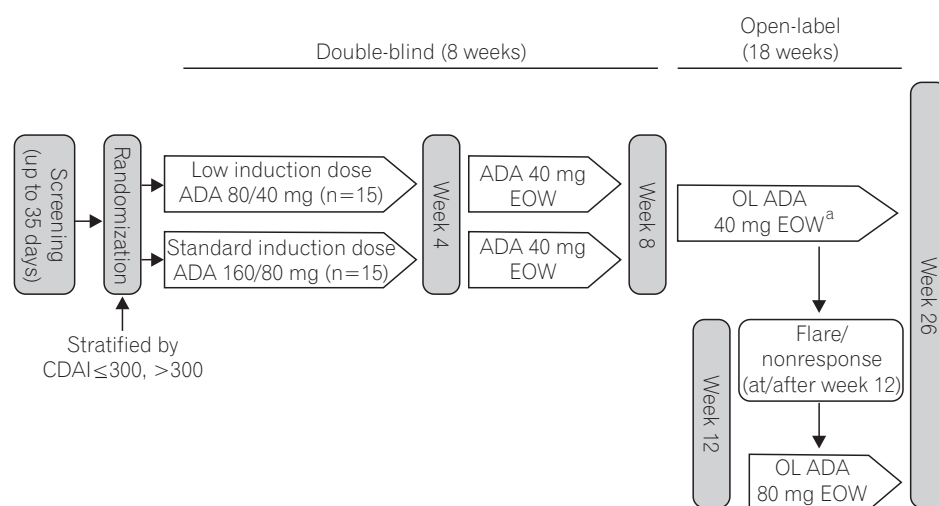 Double-blind (8 weeks)
Open-label
(18 weeks)
Screening
(up to 35 days)
Randomization
Low induction dose
ADA 80/40 mg (n=15)
Standard induction dose
ADA 160/80 mg (n=15)
Stratified by
CDAI≤300, >300
Week 4
ADA 40 mg
EOW
ADA 40 mg
EOW
Week 8
OL ADA
40 mg EOWa
Week 12
Flare/
nonresponse
(at/after week 12)
OL ADA
80 mg EOW
Week 26